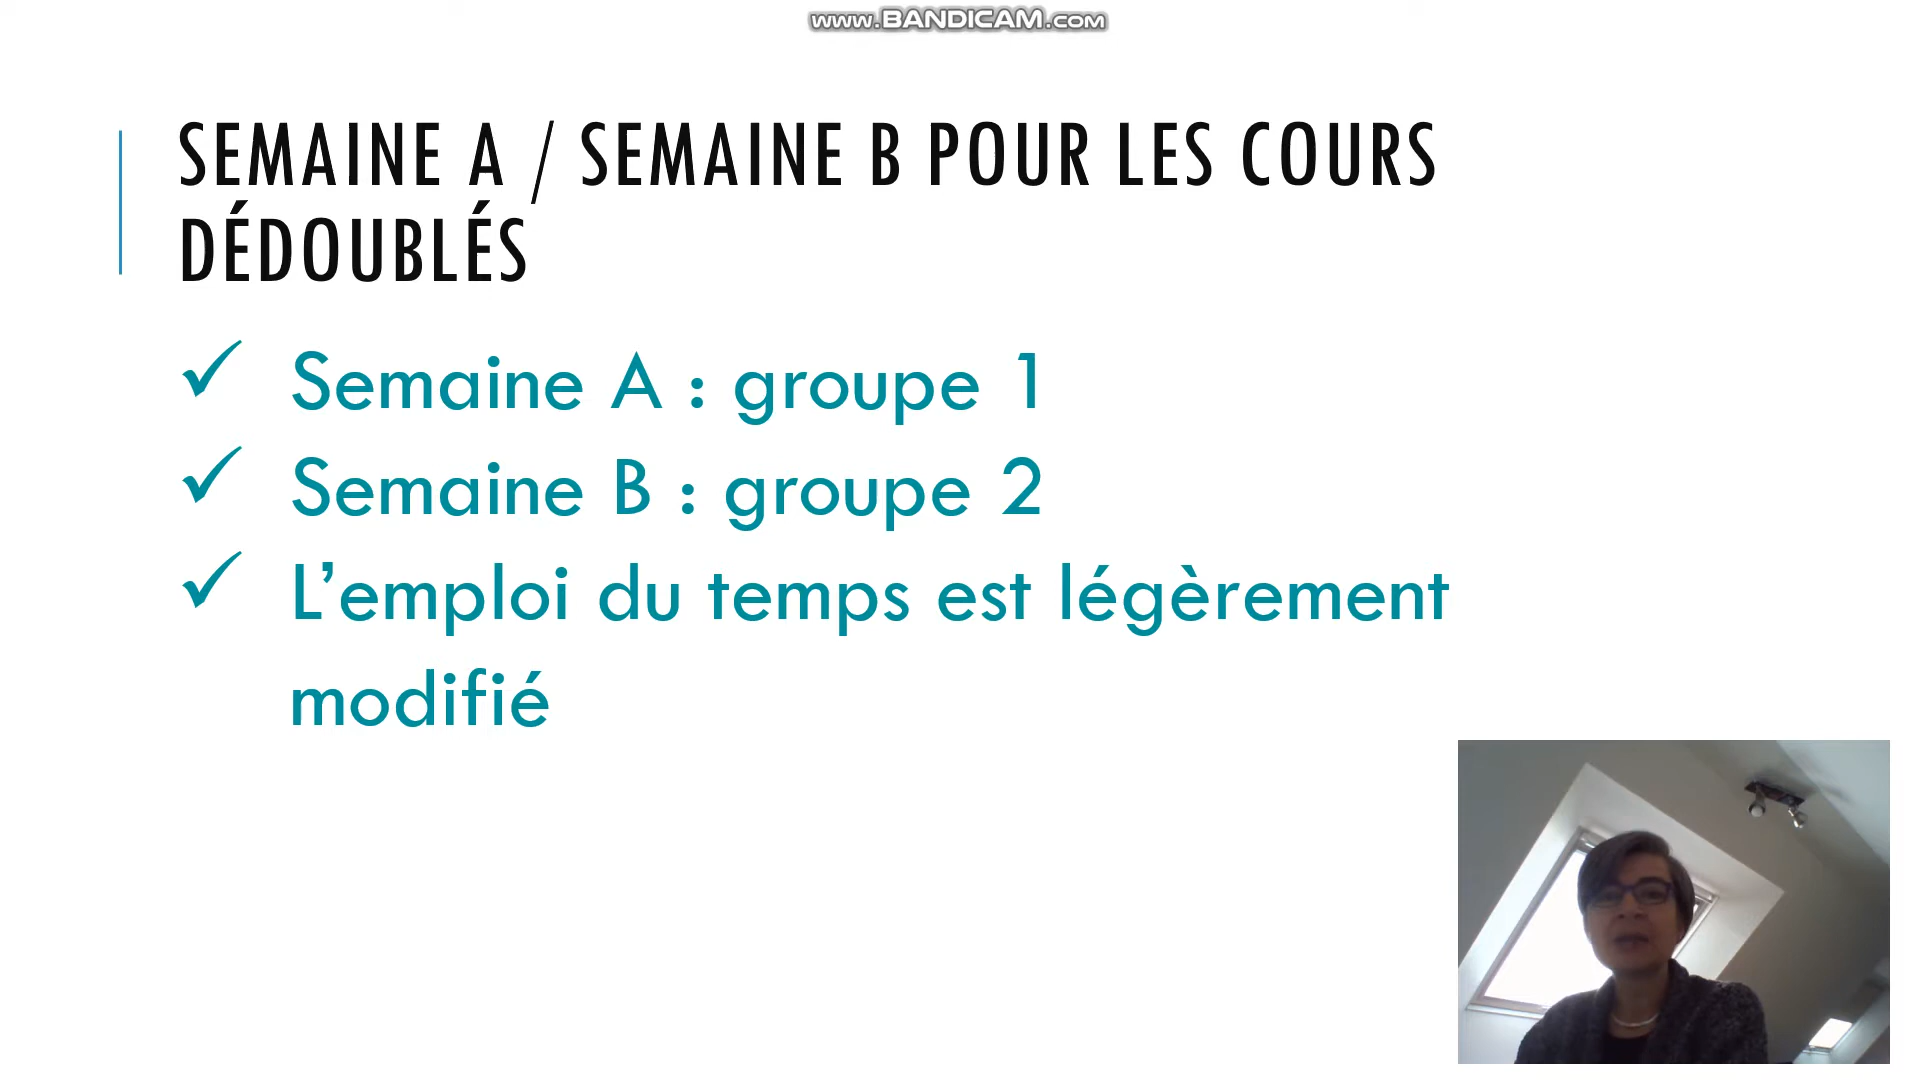 www.BANDICAM.com
SEMAINE A / SEMAINE B POUR LES COURS
DÉDOUBLÉS
✓ Semaine A : groupe 1
✓ Semaine B : groupe 2
✓ L’emploi du temps est légèrement
modifié